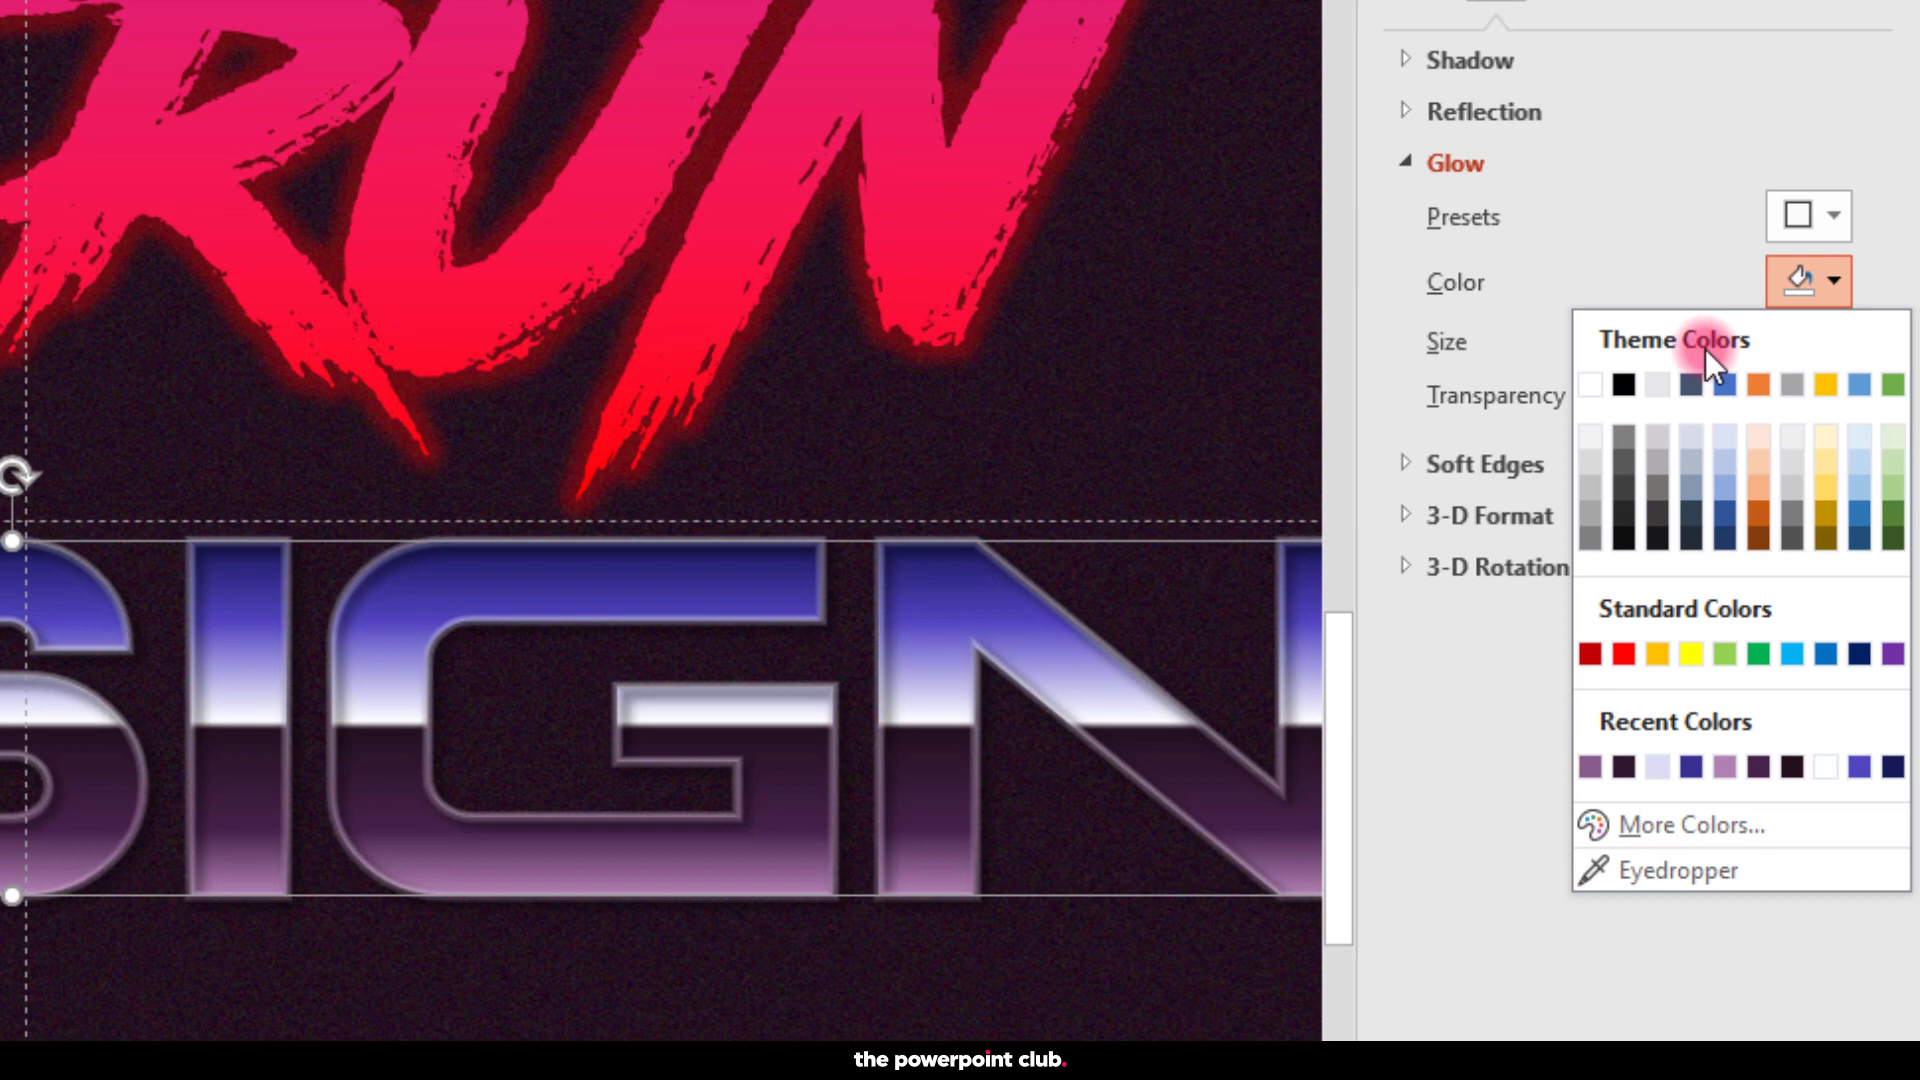 RUN
SIGN
Shadow
Reflection
Glow
Presets
Color
Size
Transparency
Soft Edges
3-D Format
3-D Rotation
Theme Colors
Standard Colors
Recent Colors
More Colors...
Eyedropper
the powerpoint club.